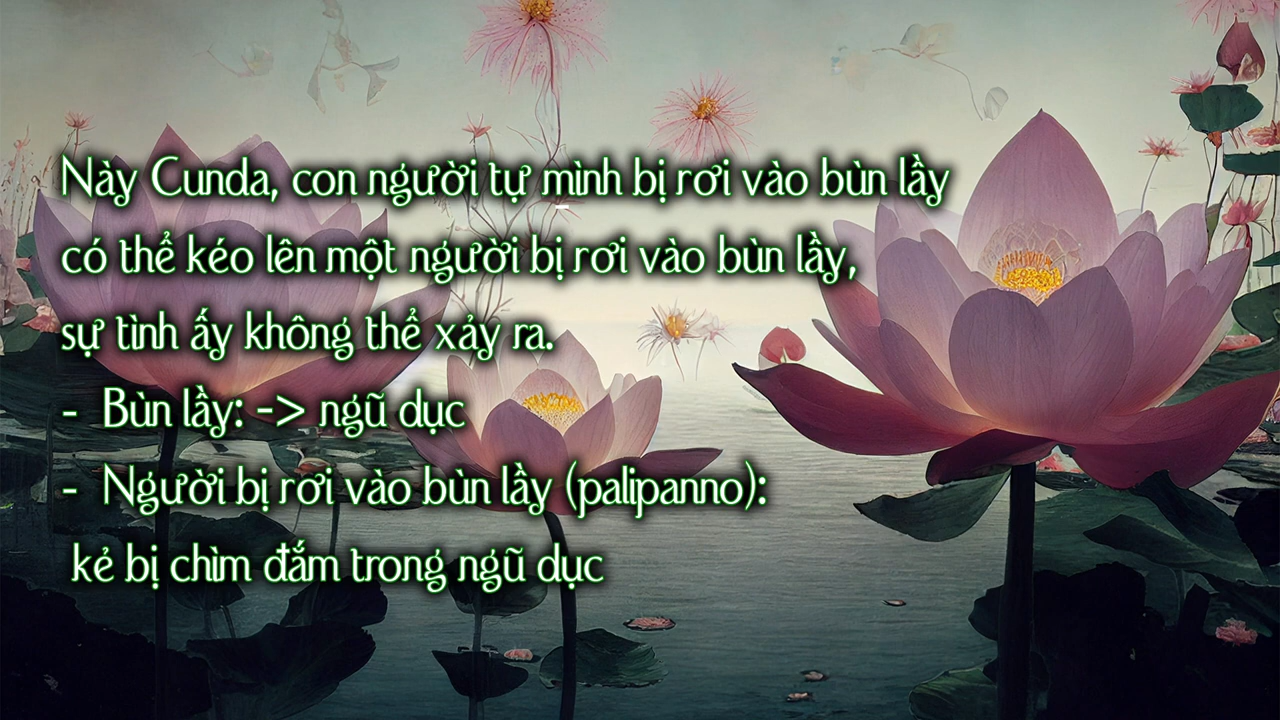 Này Cunda, con người tự mình bị rơi vào bùn lầy
có thể kéo lên một người bị rơi vào bùn lầy,
sự tình ấy không thể xảy ra.
- Bùn lầy: -> ngũ dục
- Người bị rơi vào bùn lầy (palipanno):
kẻ bị chìm đắm trong ngũ dục